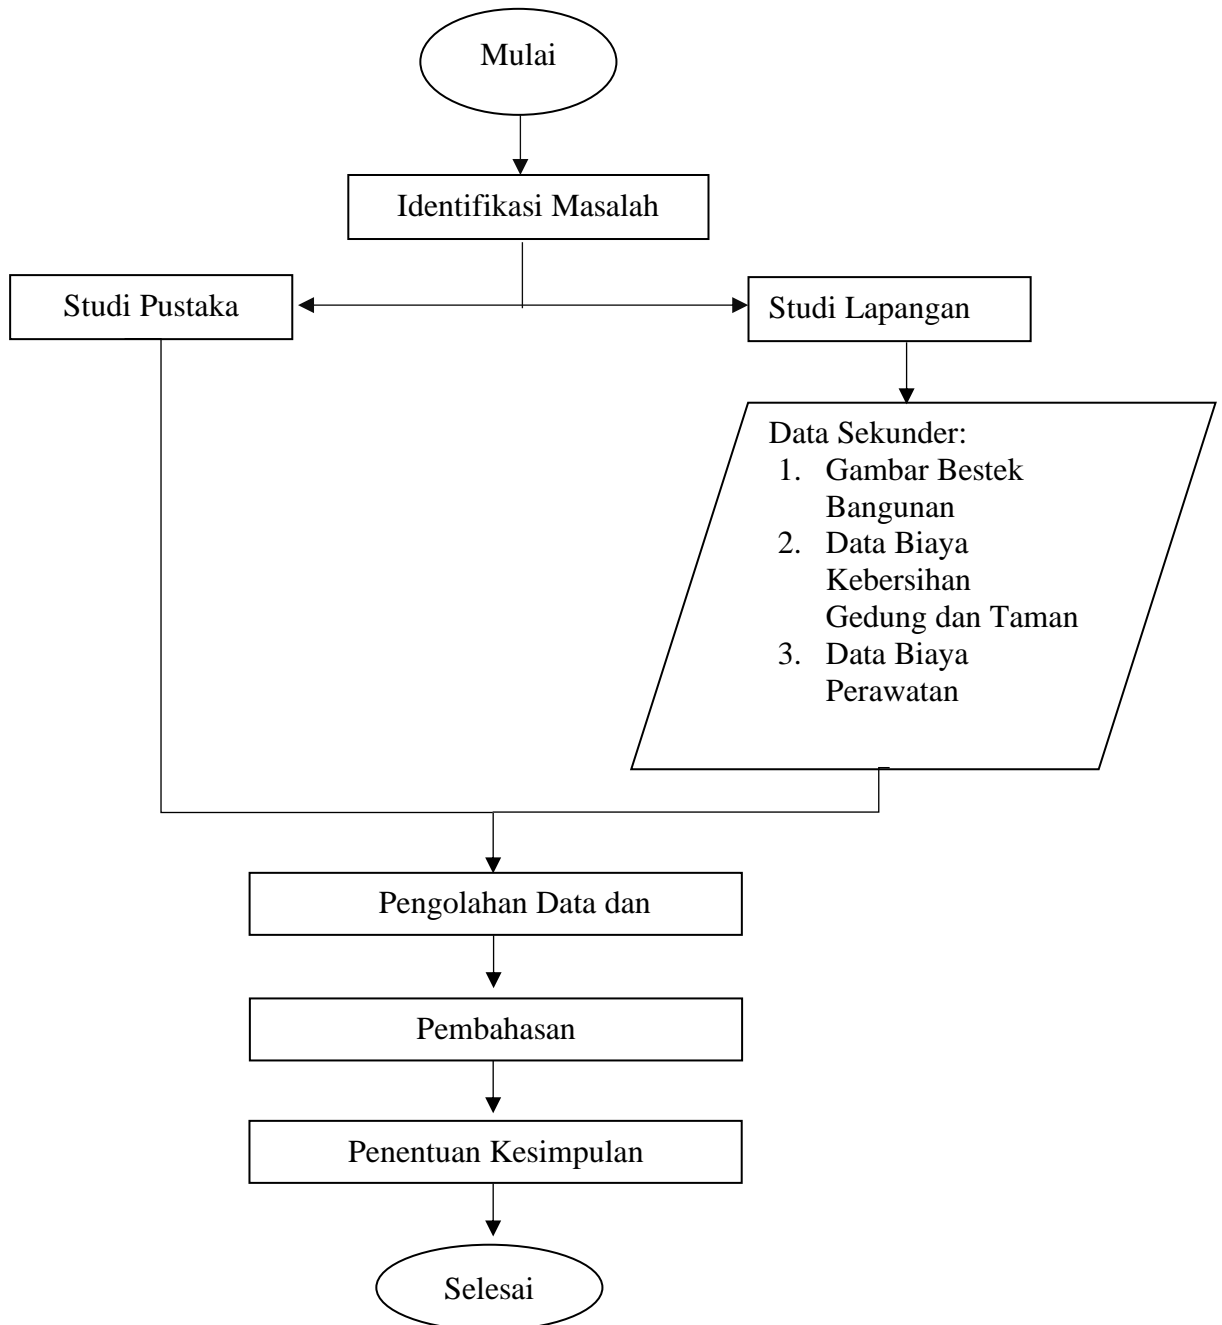 Mulai
Identifikasi Masalah
Studi Pustaka
Studi Lapangan
Data Sekunder:
1. Gambar Bestek
Bangunan
2. Data Biaya
Kebersihan
Gedung dan Taman
3. Data Biaya
Perawatan
Pengolahan Data dan
Pembahasan
Penentuan Kesimpulan
Selesai